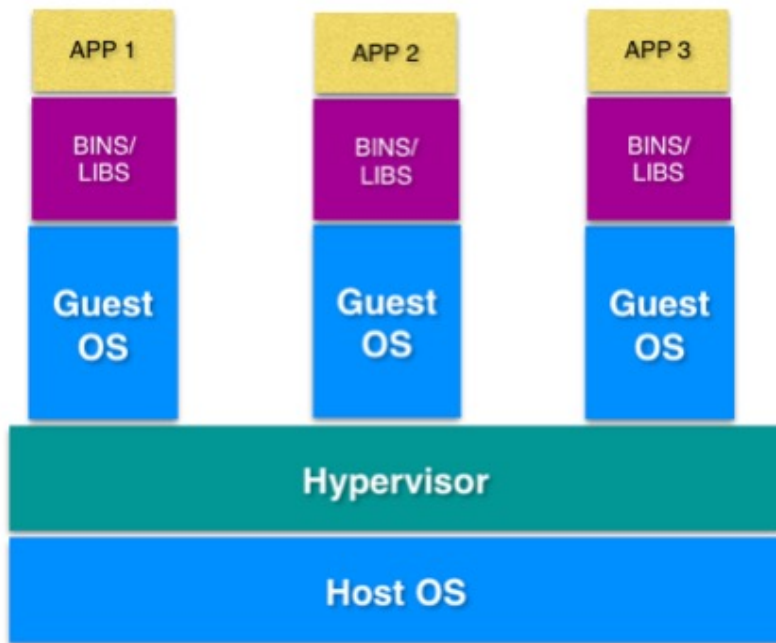 APP 1
APP 2
APP 3
BINS/
LIBS
BINS/
LIBS
BINS/
LIBS
Guest
OS
Guest
OS
Guest
OS
Hypervisor
Host OS